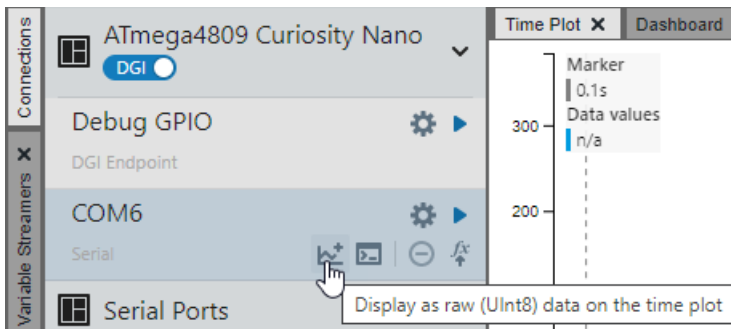 Connections
Variable Streamers
ATmega4809 Curiosity Nano
DGI
Debug GPIO
DGI Endpoint
COM6
Serial
fx
Serial Ports
Time Plot
Dashboard
Marker
0.1s
Data values
n/a
300
200
Display as raw (UInt8) data on the time plot